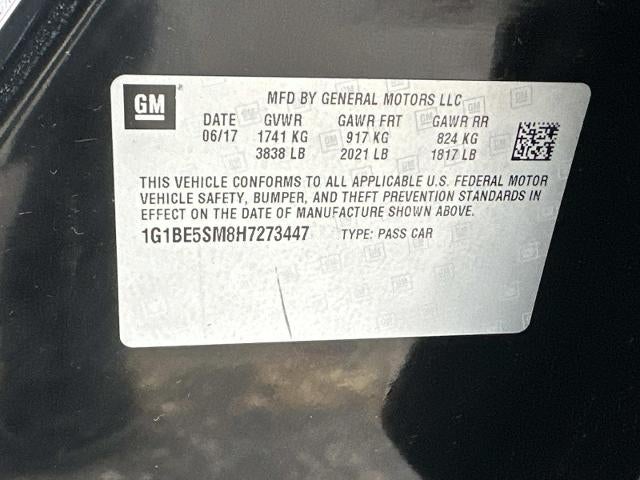 GM
MFD BY GENERAL MOTORS LLC
DATE GVWR GAWR FRT GAWR RR
06/17 1741 KG 917 KG 824 KG
3838 LB 2021 LB 1817 LB
THIS VEHICLE CONFORMS TO ALL APPLICABLE U.S. FEDERAL MOTOR
VEHICLE SAFETY, BUMPER, AND THEFT PREVENTION STANDARDS IN
EFFECT ON THE DATE OF MANUFACTURE SHOWN ABOVE.
1G1BE5SM8H7273447 TYPE: PASS CAR